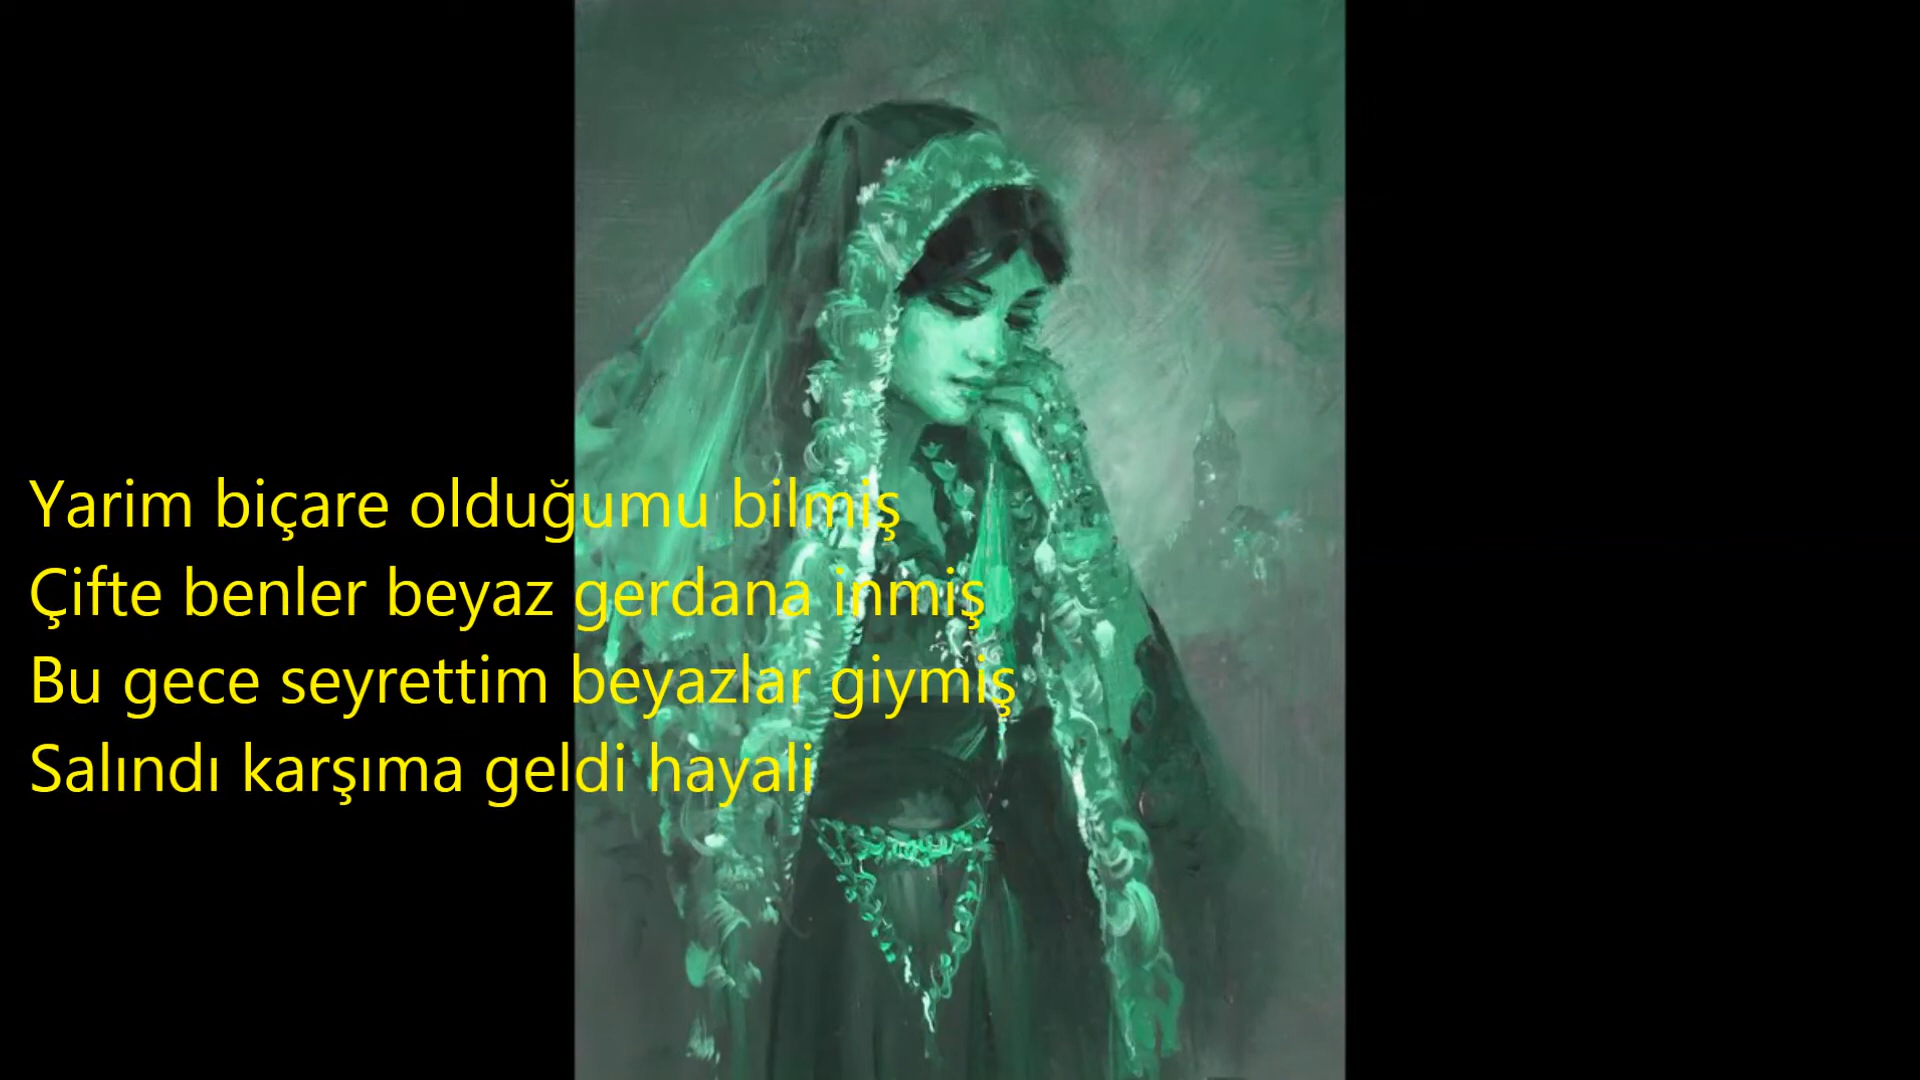 Yarim biçare olduğumu bilmiş
Çifte benler beyaz gerdana inmiş
Bu gece seyrettim beyazlar giymiş
Salındı karşıma geldi hayali